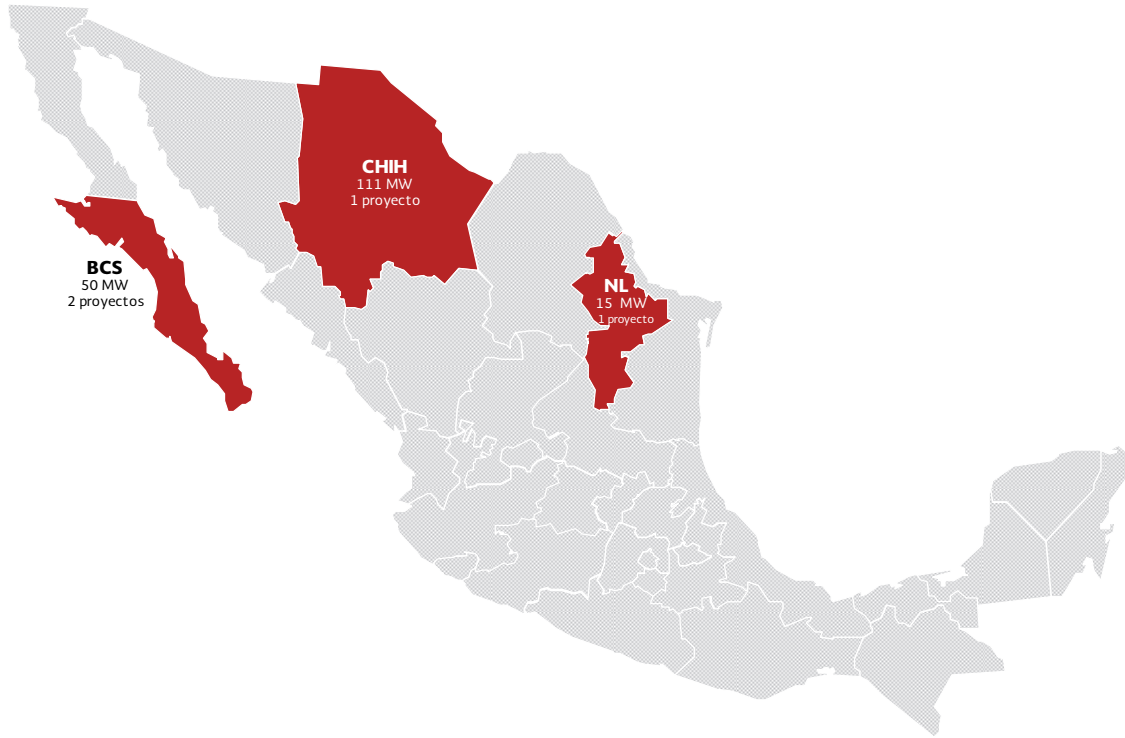 CHIH
111 MW
1 proyecto
BCS
50 MW
2 proyectos
NL
15 MW
1 proyecto